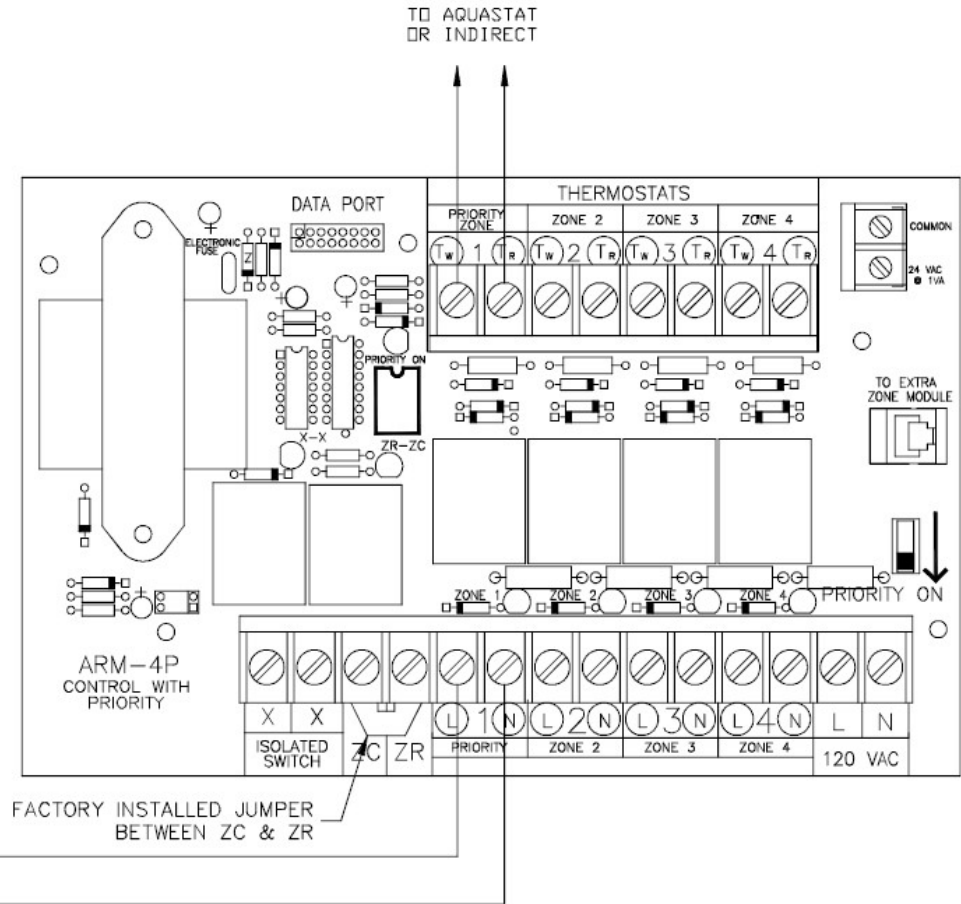 TO AQUASTAT
OR INDIRECT
THERMOSTATS
PRIORITY
ZONE
ZONE 2
ZONE 3
ZONE 4
TW 1 TR TW 2 TR TW 3 TR TW 4 TR
DATA PORT
ELECTRONIC
FUSE
Z
COMMON
24 VAC
@ 1VA
PRIORITY ON
TO EXTRA
ZONE MODULE
X-X
ZR-ZC
PRIORITY ON
ZONE 1
ZONE 2
ZONE 3
ZONE 4
ARM-4P
CONTROL WITH
PRIORITY
X X
ISOLATED
SWITCH
ZC ZR
L 1 N L 2 N L 3 N L 4 N L N
PRIORITY
ZONE 2
ZONE 3
ZONE 4
120 VAC
FACTORY INSTALLED JUMPER
BETWEEN ZC & ZR